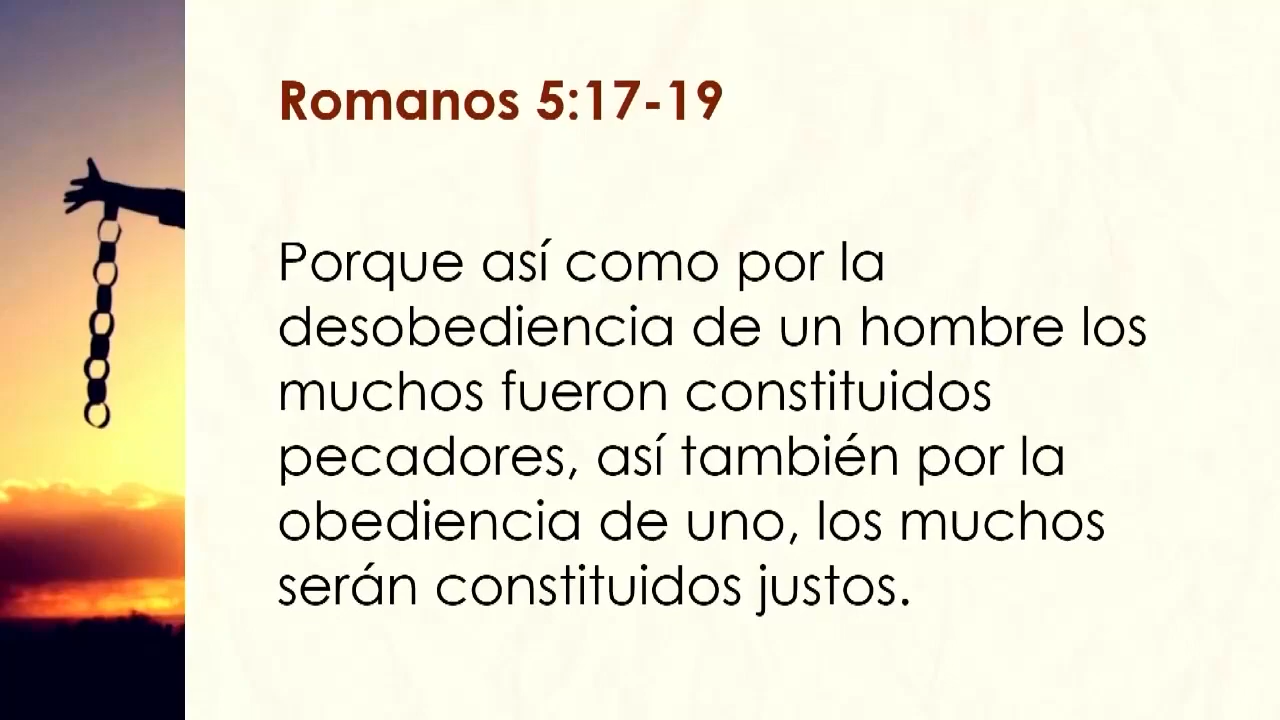 Romanos 5:17-19
Porque así como por la
desobediencia de un hombre los
muchos fueron constituidos
pecadores, así también por la
obediencia de uno, los muchos
serán constituidos justos.